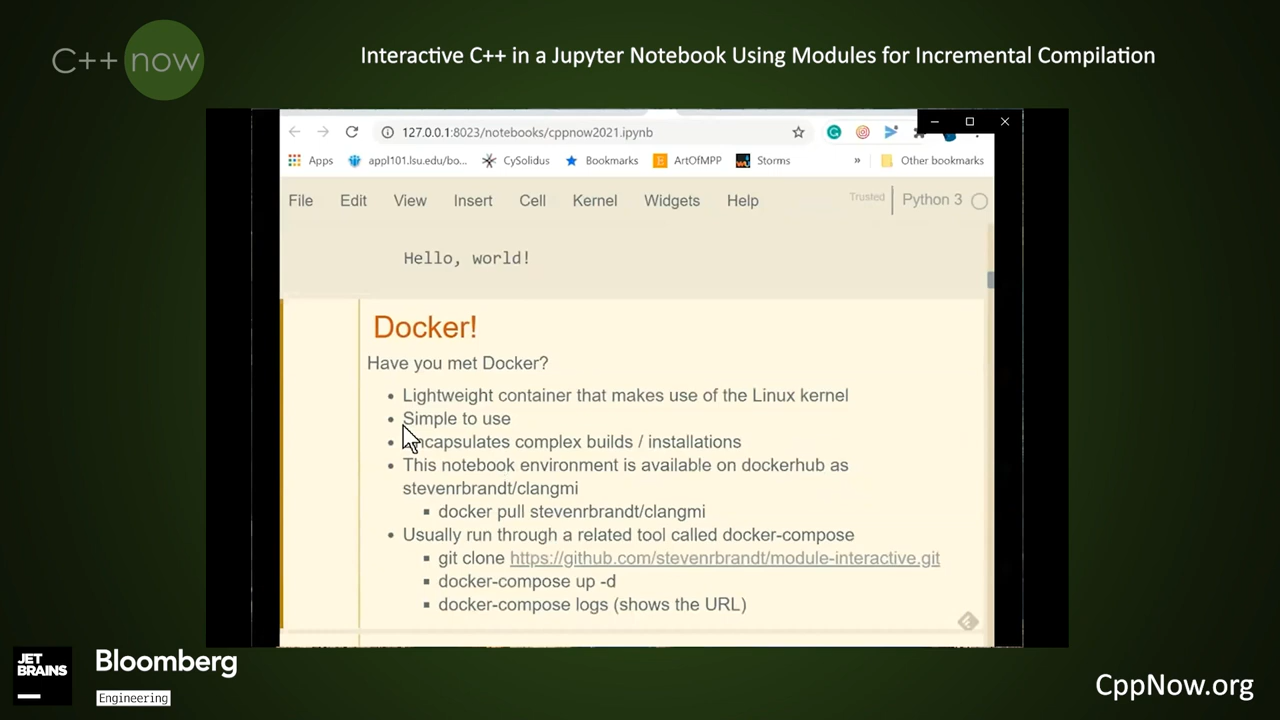 C++ now
Interactive C++ in a Jupyter Notebook Using Modules for Incremental Compilation
127.0.0.1:8023/notebooks/cppnow2021.ipynb
Apps
appl101.lsu.edu/bo...
CySolidus
Bookmarks
ArtOfMPP
Storms
»
Other bookmarks
File Edit View Insert Cell Kernel Widgets Help
Trusted
Python 3
Hello, world!
Docker!
Have you met Docker?
• Lightweight container that makes use of the Linux kernel
• Simple to use
• Encapsulates complex builds / installations
• This notebook environment is available on dockerhub as
stevenrbrandt/clangmi
▪ docker pull stevenrbrandt/clangmi
• Usually run through a related tool called docker-compose
▪ git clone https://github.com/stevenrbrandt/module-interactive.git
▪ docker-compose up -d
▪ docker-compose logs (shows the URL)
JET
BRAINS
Bloomberg
Engineering
CppNow.org